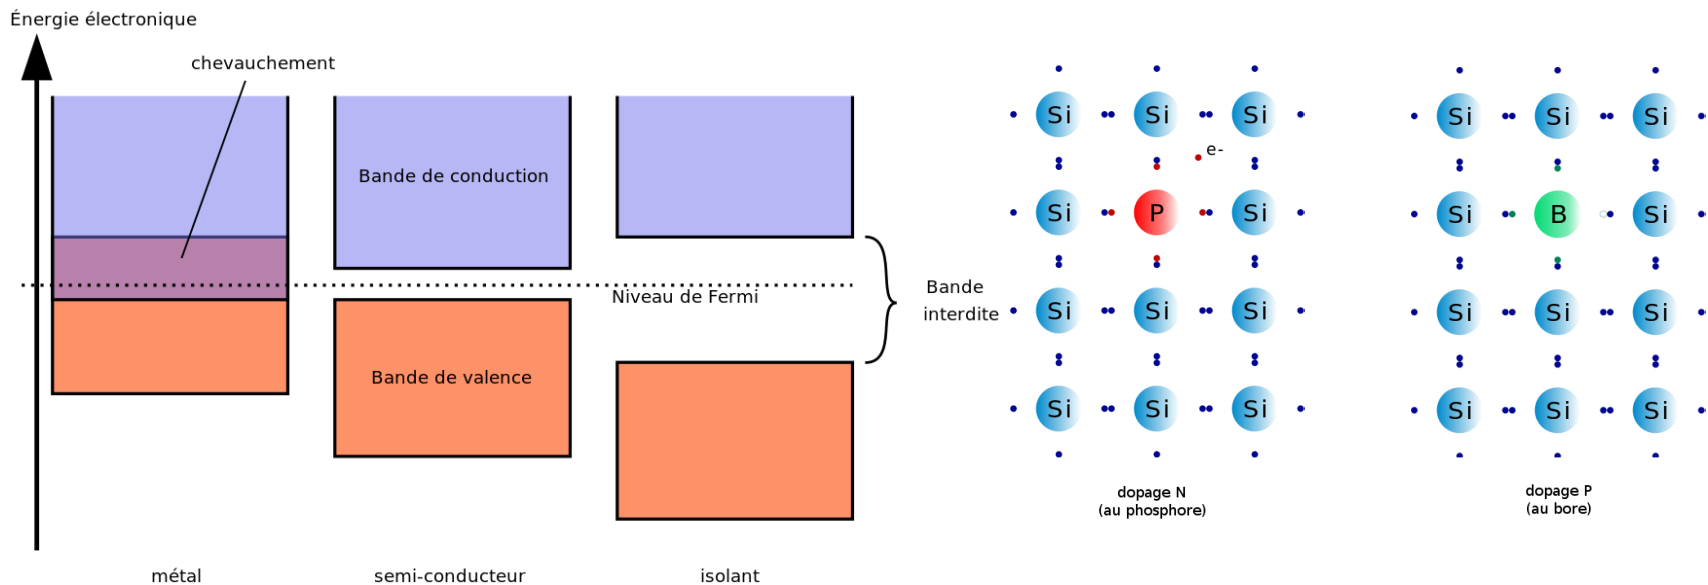 Énergie électronique
chevauchement
Bande de conduction
Niveau de Fermi
Bande
interdite
Bande de valence
métal
semi-conducteur
isolant
Si Si Si
e-
Si P Si
Si Si Si
Si Si Si
dopage N
(au phosphore)
Si Si Si
Si B Si
Si Si Si
Si Si Si
dopage P
(au bore)